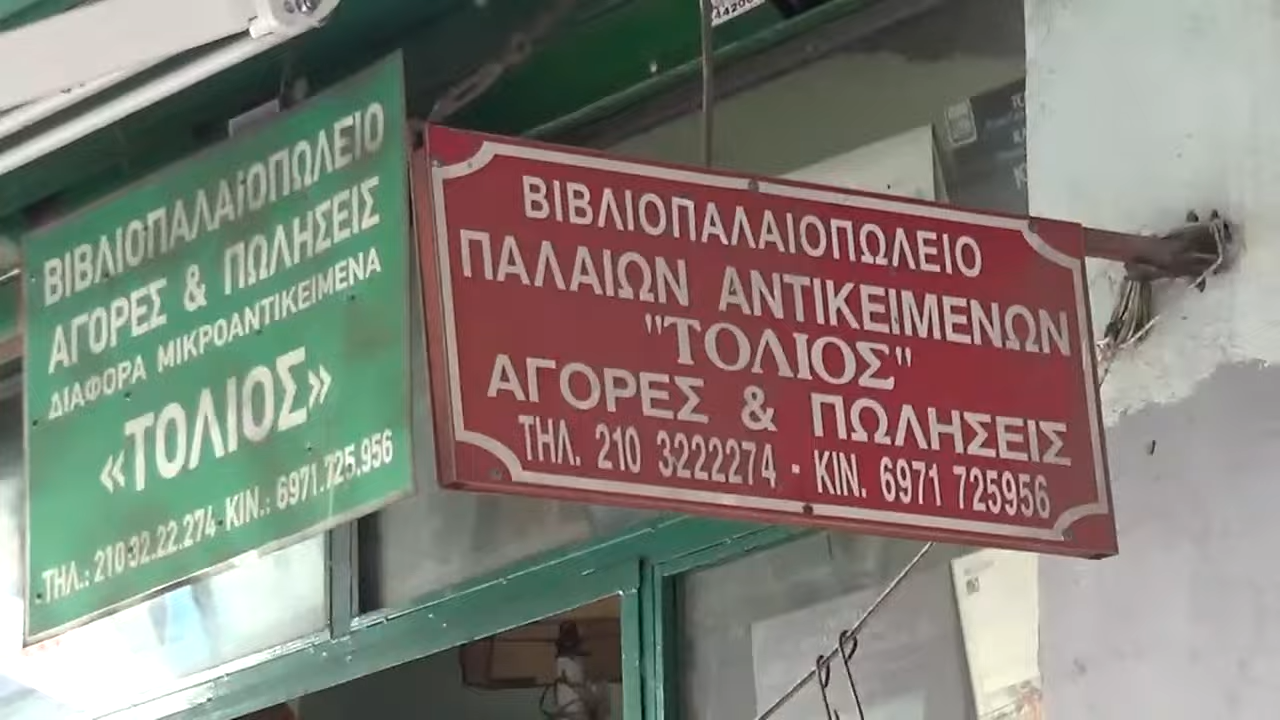 ΒΙΒΛΙΟΠΑΛΑΙΟΠΩΛΕΙΟ
ΑΓΟΡΕΣ & ΠΩΛΗΣΕΙΣ
ΔΙΑΦΟΡΑ ΜΙΚΡΟΑΝΤΙΚΕΙΜΕΝΑ
«ΤΟΛΙΟΣ»
ΤΗΛ.: 210 32.22.274 ΚΙΝ.: 6971.725.956
ΒΙΒΛΙΟΠΑΛΑΙΟΠΩΛΕΙΟ
ΠΑΛΑΙΩΝ ΑΝΤΙΚΕΙΜΕΝΩΝ
"ΤΟΛΙΟΣ"
ΑΓΟΡΕΣ & ΠΩΛΗΣΕΙΣ
ΤΗΛ. 210 3222274 · ΚΙΝ. 6971 725956